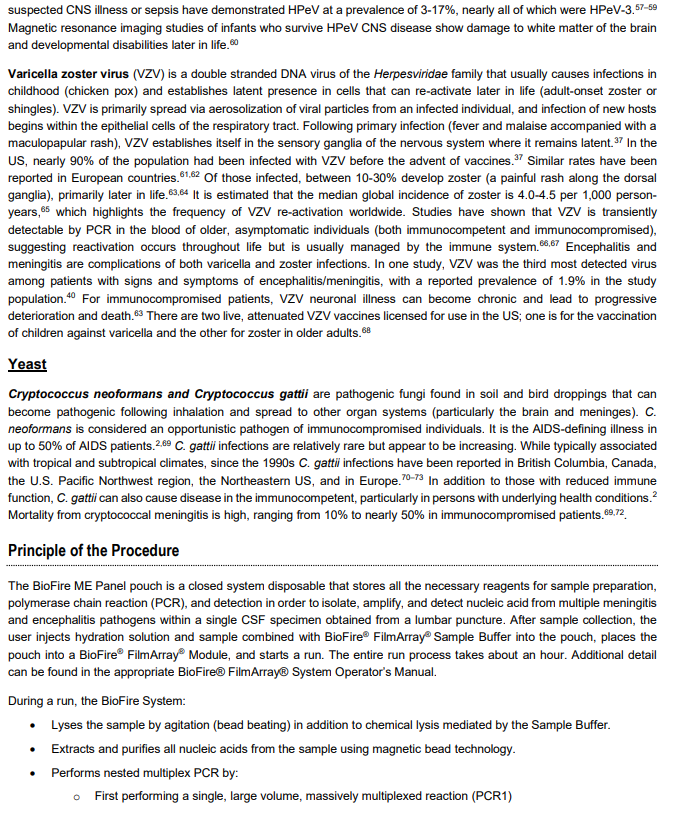 suspected CNS illness or sepsis have demonstrated HPeV at a prevalence of 3-17%, nearly all of which were HPeV-3.57–59
Magnetic resonance imaging studies of infants who survive HPeV CNS disease show damage to white matter of the brain
and developmental disabilities later in life.60
Varicella zoster virus (VZV) is a double stranded DNA virus of the Herpesviridae family that usually causes infections in
childhood (chicken pox) and establishes latent presence in cells that can re-activate later in life (adult-onset zoster or
shingles). VZV is primarily spread via aerosolization of viral particles from an infected individual, and infection of new hosts
begins within the epithelial cells of the respiratory tract. Following primary infection (fever and malaise accompanied with a
maculopapular rash), VZV establishes itself in the sensory ganglia of the nervous system where it remains latent.37 In the
US, nearly 90% of the population had been infected with VZV before the advent of vaccines.37 Similar rates have been
reported in European countries.61,62 Of those infected, between 10-30% develop zoster (a painful rash along the dorsal
ganglia), primarily later in life.63,64 It is estimated that the median global incidence of zoster is 4.0-4.5 per 1,000 person-
years,65 which highlights the frequency of VZV re-activation worldwide. Studies have shown that VZV is transiently
detectable by PCR in the blood of older, asymptomatic individuals (both immunocompetent and immunocompromised),
suggesting reactivation occurs throughout life but is usually managed by the immune system.66,67 Encephalitis and
meningitis are complications of both varicella and zoster infections. In one study, VZV was the third most detected virus
among patients with signs and symptoms of encephalitis/meningitis, with a reported prevalence of 1.9% in the study
population.40 For immunocompromised patients, VZV neuronal illness can become chronic and lead to progressive
deterioration and death.63 There are two live, attenuated VZV vaccines licensed for use in the US; one is for the vaccination
of children against varicella and the other for zoster in older adults.68
Yeast
Cryptococcus neoformans and Cryptococcus gattii are pathogenic fungi found in soil and bird droppings that can
become pathogenic following inhalation and spread to other organ systems (particularly the brain and meninges). C.
neoformans is considered an opportunistic pathogen of immunocompromised individuals. It is the AIDS-defining illness in
up to 50% of AIDS patients.2,69 C. gattii infections are relatively rare but appear to be increasing. While typically associated
with tropical and subtropical climates, since the 1990s C. gattii infections have been reported in British Columbia, Canada,
the U.S. Pacific Northwest region, the Northeastern US, and in Europe.70–73 In addition to those with reduced immune
function, C. gattii can also cause disease in the immunocompetent, particularly in persons with underlying health conditions.2
Mortality from cryptococcal meningitis is high, ranging from 10% to nearly 50% in immunocompromised patients.69,72.
Principle of the Procedure
The BioFire ME Panel pouch is a closed system disposable that stores all the necessary reagents for sample preparation,
polymerase chain reaction (PCR), and detection in order to isolate, amplify, and detect nucleic acid from multiple meningitis
and encephalitis pathogens within a single CSF specimen obtained from a lumbar puncture. After sample collection, the
user injects hydration solution and sample combined with BioFire® FilmArray® Sample Buffer into the pouch, places the
pouch into a BioFire® FilmArray® Module, and starts a run. The entire run process takes about an hour. Additional detail
can be found in the appropriate BioFire® FilmArray® System Operator's Manual.
During a run, the BioFire System:
• Lyses the sample by agitation (bead beating) in addition to chemical lysis mediated by the Sample Buffer.
• Extracts and purifies all nucleic acids from the sample using magnetic bead technology.
• Performs nested multiplex PCR by:
o First performing a single, large volume, massively multiplexed reaction (PCR1)